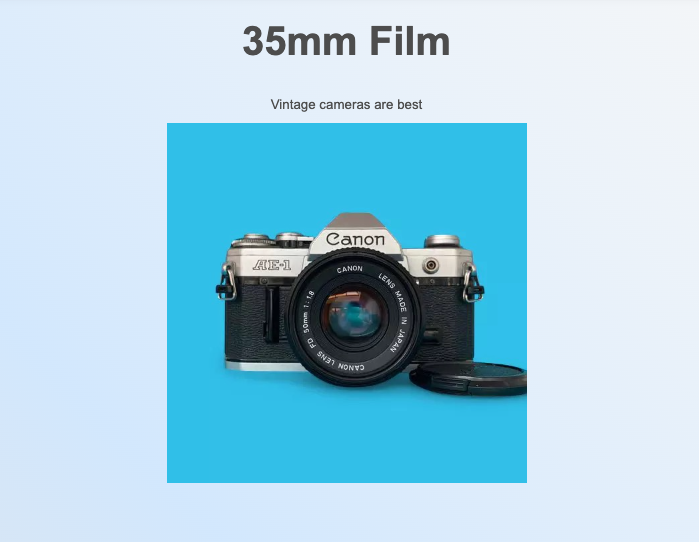 35mm Film
Vintage cameras are best
Canon
AE-1
CANON LENS MADE IN JAPAN
CANON LENS FD 50mm 1:1.8